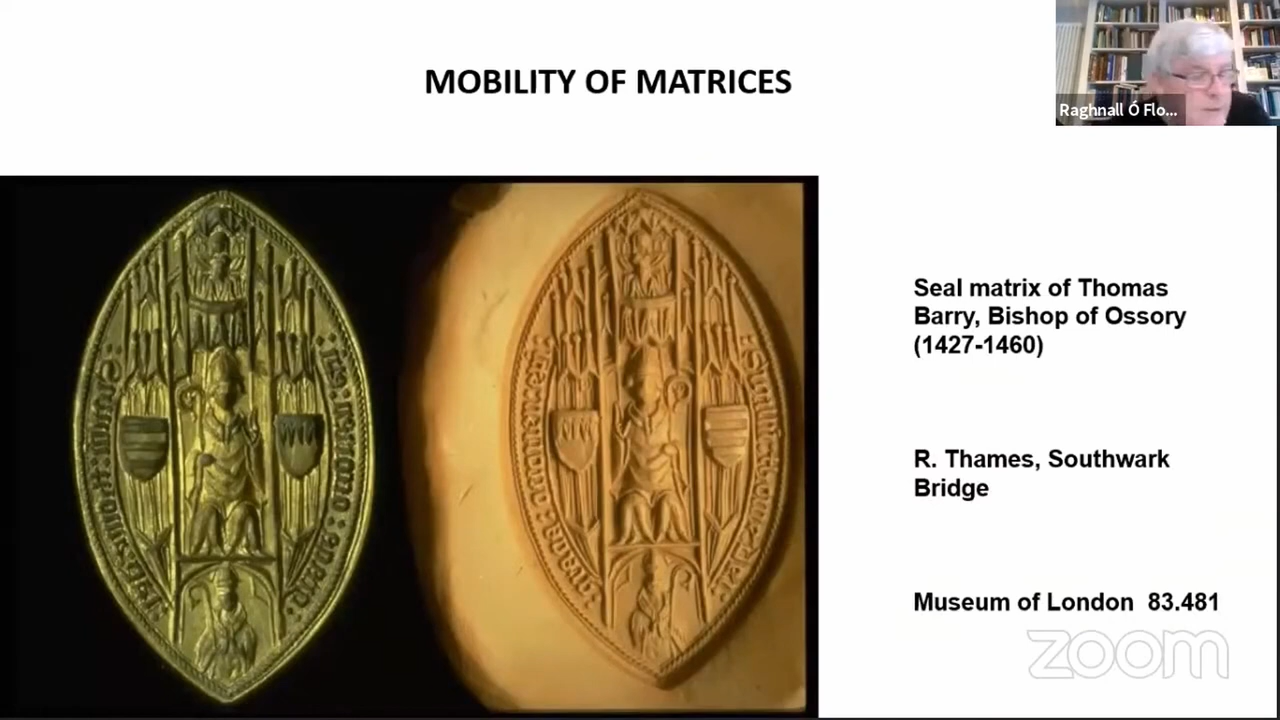 MOBILITY OF MATRICES
Raghnall Ó Flo...
Seal matrix of Thomas
Barry, Bishop of Ossory
(1427-1460)
R. Thames, Southwark
Bridge
Museum of London 83.481
zoom